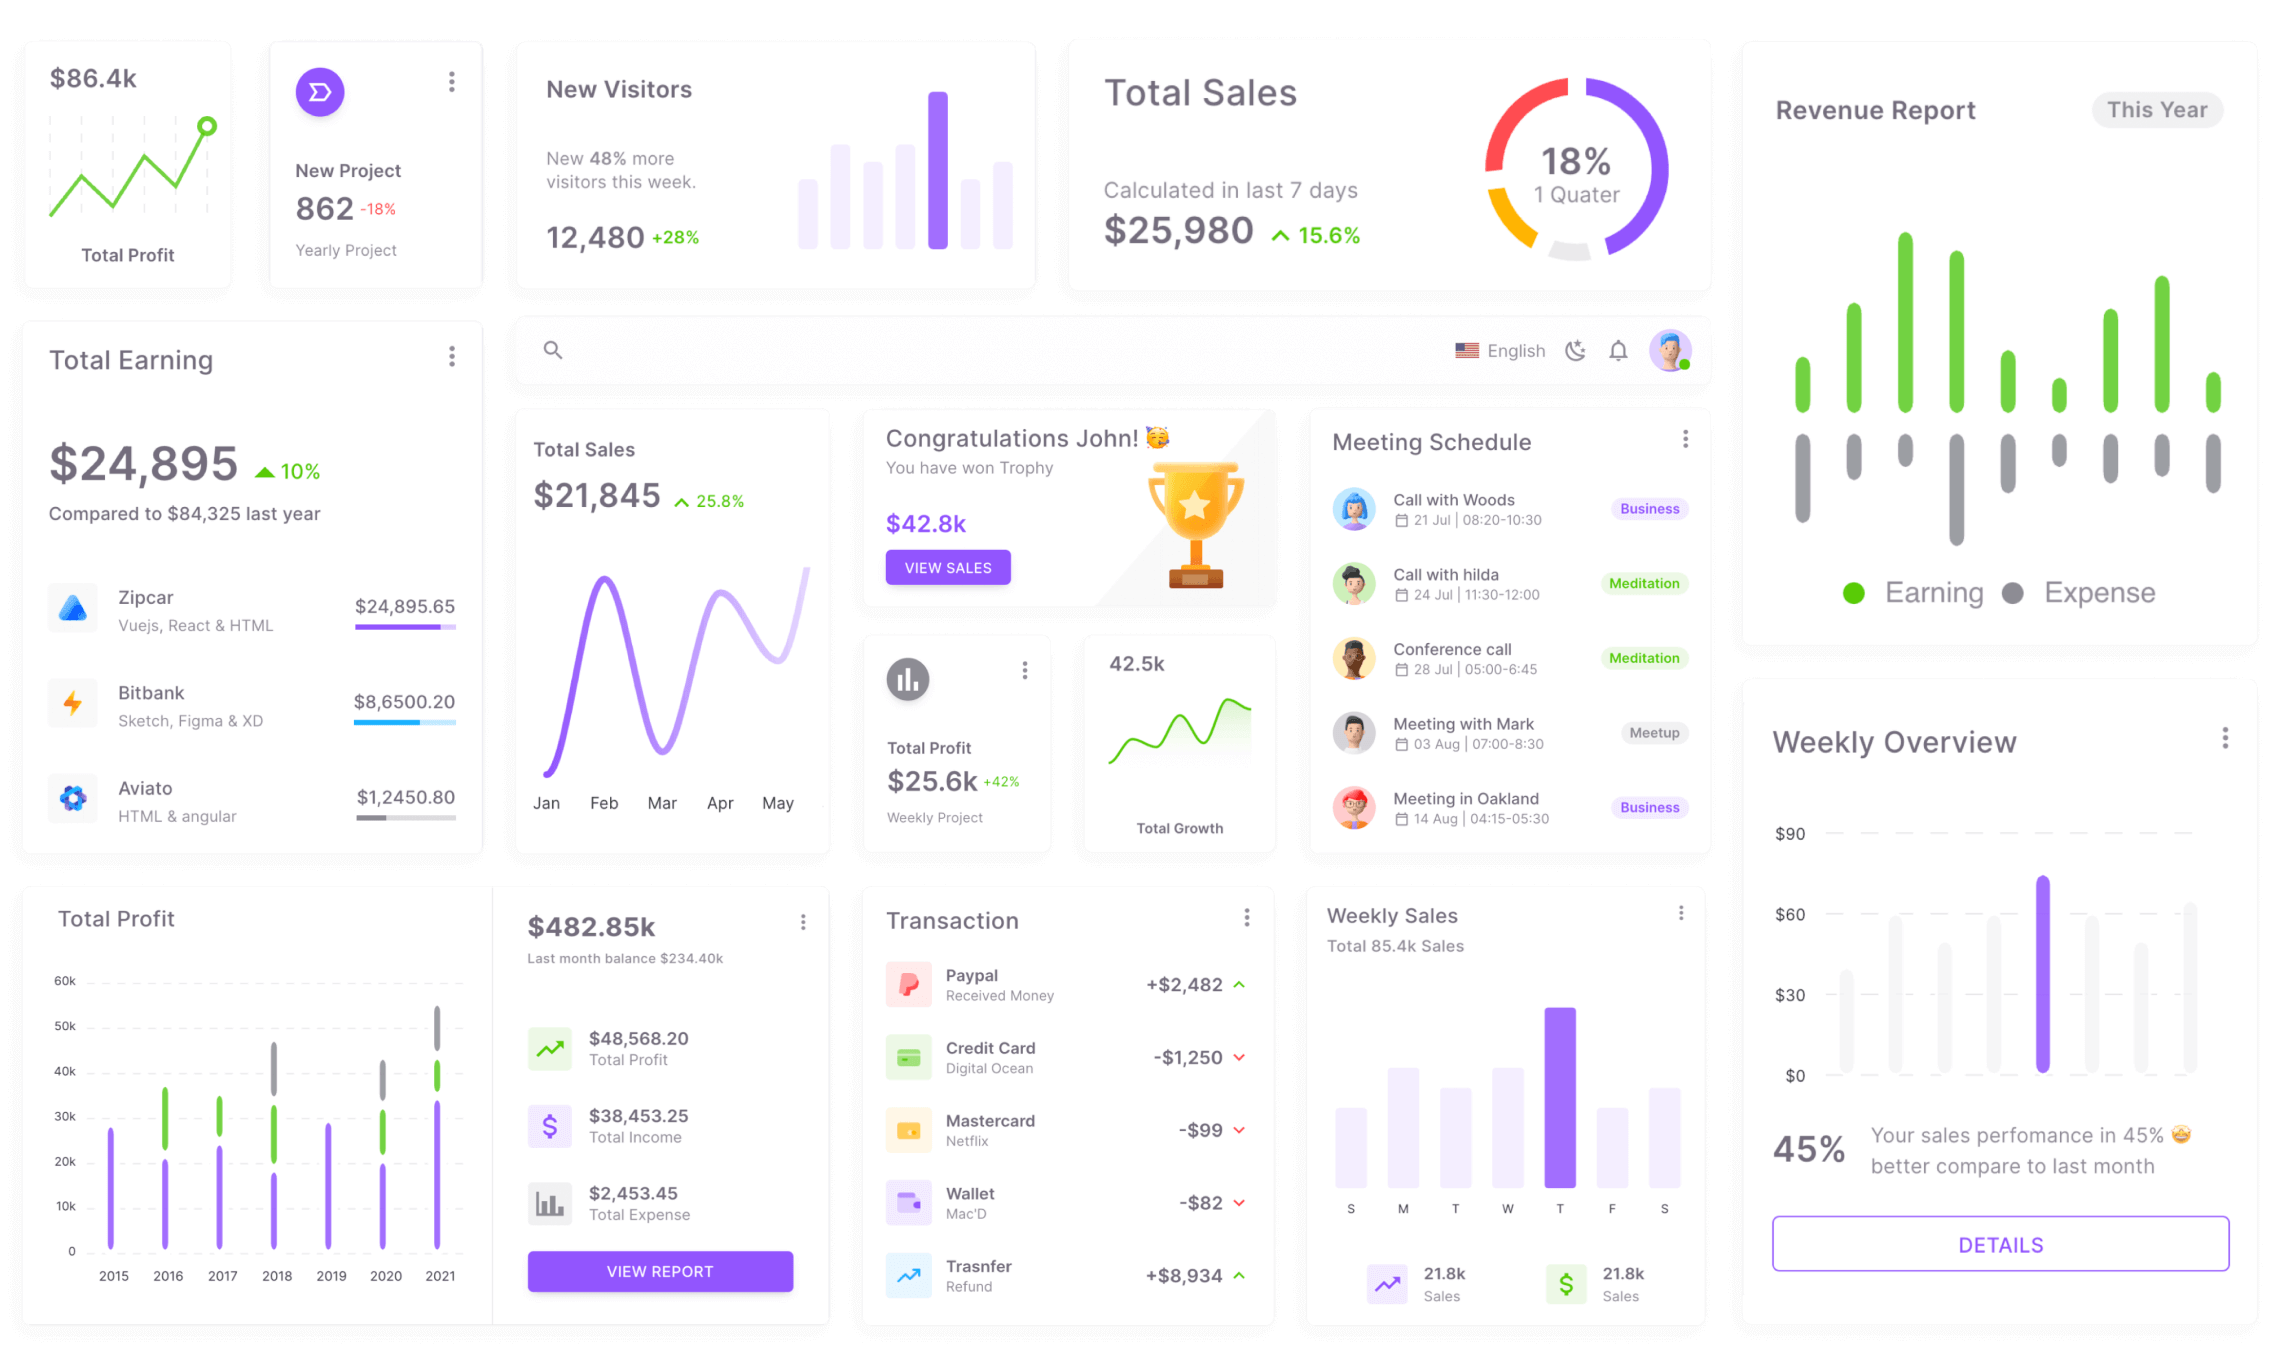 $86.4k
Total Profit
New Project
862 -18%
Yearly Project
New Visitors
New 48% more
visitors this week.
12,480 +28%
Total Sales
Calculated in last 7 days
$25,980 15.6%
18%
1 Quater
Revenue Report
This Year
Earning
Expense
Total Earning
$24,895 10%
Compared to $84,325 last year
Zipcar
Vuejs, React & HTML
$24,895.65
Bitbank
Sketch, Figma & XD
$8,6500.20
Aviato
HTML & angular
$1,2450.80
English
Total Sales
$21,845 25.8%
Jan Feb Mar Apr May
Congratulations John! 🥳
You have won Trophy
$42.8k
VIEW SALES
Total Profit
$25.6k +42%
Weekly Project
42.5k
Total Growth
Meeting Schedule
Call with Woods
21 Jul | 08:20-10:30
Business
Call with hilda
24 Jul | 11:30-12:00
Meditation
Conference call
28 Jul | 05:00-6:45
Meditation
Meeting with Mark
03 Aug | 07:00-8:30
Meetup
Meeting in Oakland
14 Aug | 04:15-05:30
Business
Weekly Overview
$90
$60
$30
$0
45%
Your sales perfomance in 45% 🤩
better compare to last month
DETAILS
Total Profit
60k
50k
40k
30k
20k
10k
0
2015 2016 2017 2018 2019 2020 2021
$482.85k
Last month balance $234.40k
$48,568.20
Total Profit
$38,453.25
Total Income
$2,453.45
Total Expense
VIEW REPORT
Transaction
Paypal
Received Money
+$2,482
Credit Card
Digital Ocean
-$1,250
Mastercard
Netflix
-$99
Wallet
Mac'D
-$82
Trasnfer
Refund
+$8,934
Weekly Sales
Total 85.4k Sales
S M T W T F S
21.8k
Sales
21.8k
Sales